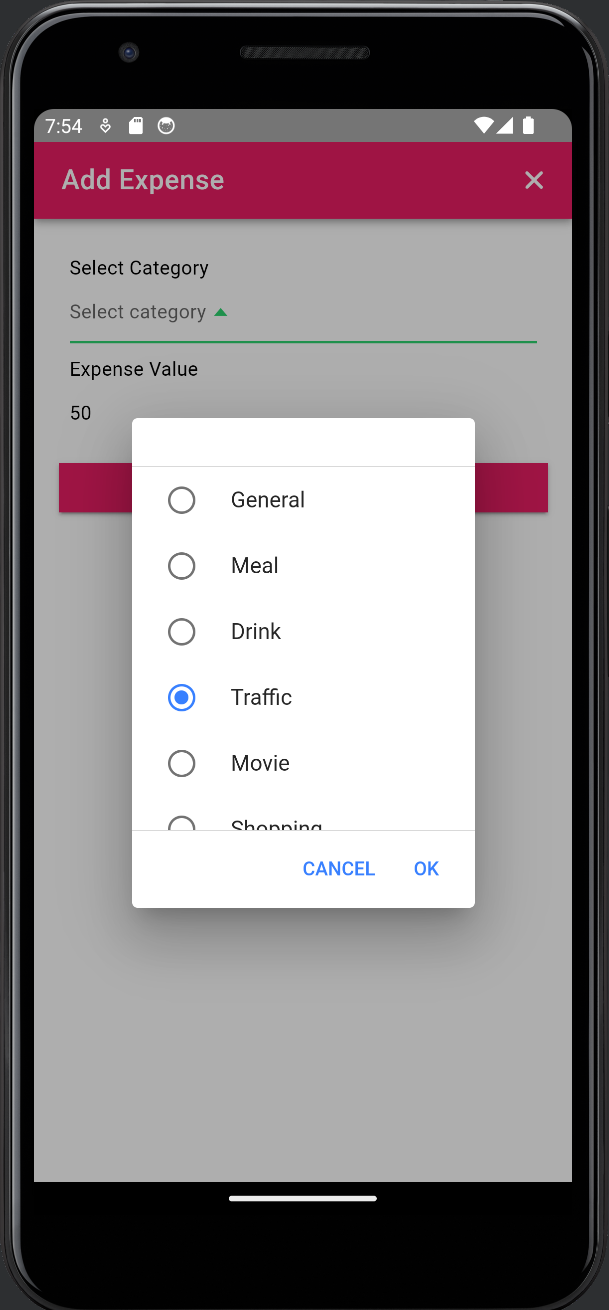 7:54
Add Expense
Select Category
Select category
Expense Value
50
General
Meal
Drink
Traffic
Movie
Shopping
CANCEL OK